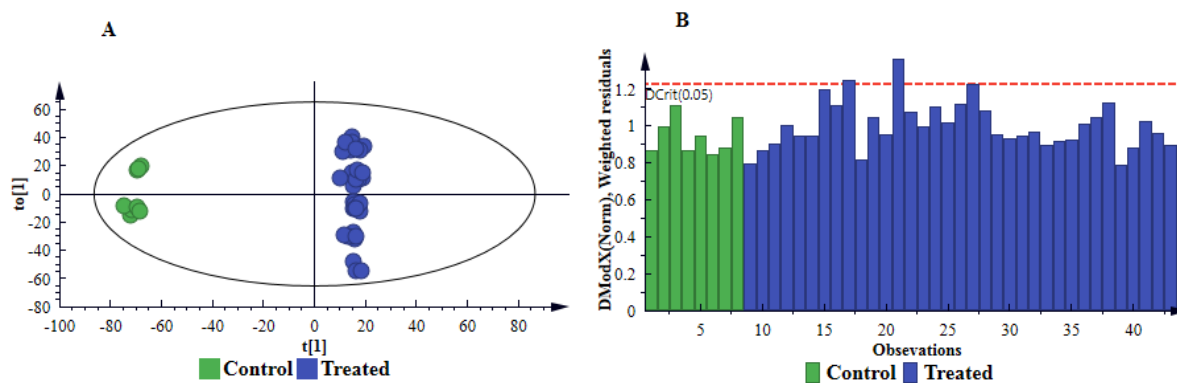 A
60
40
20
0
-20
-40
-60
-80
to[1]
-100 -80 -60 -40 -20 0 20 40 60 80
t[1]
Control Treated
B
1.2
1
0.8
0.6
0.4
0.2
0
DModX(Norm), Weighted residuals
DCrit(0.05)
5 10 15 20 25 30 35 40
Obsevations
Control Treated